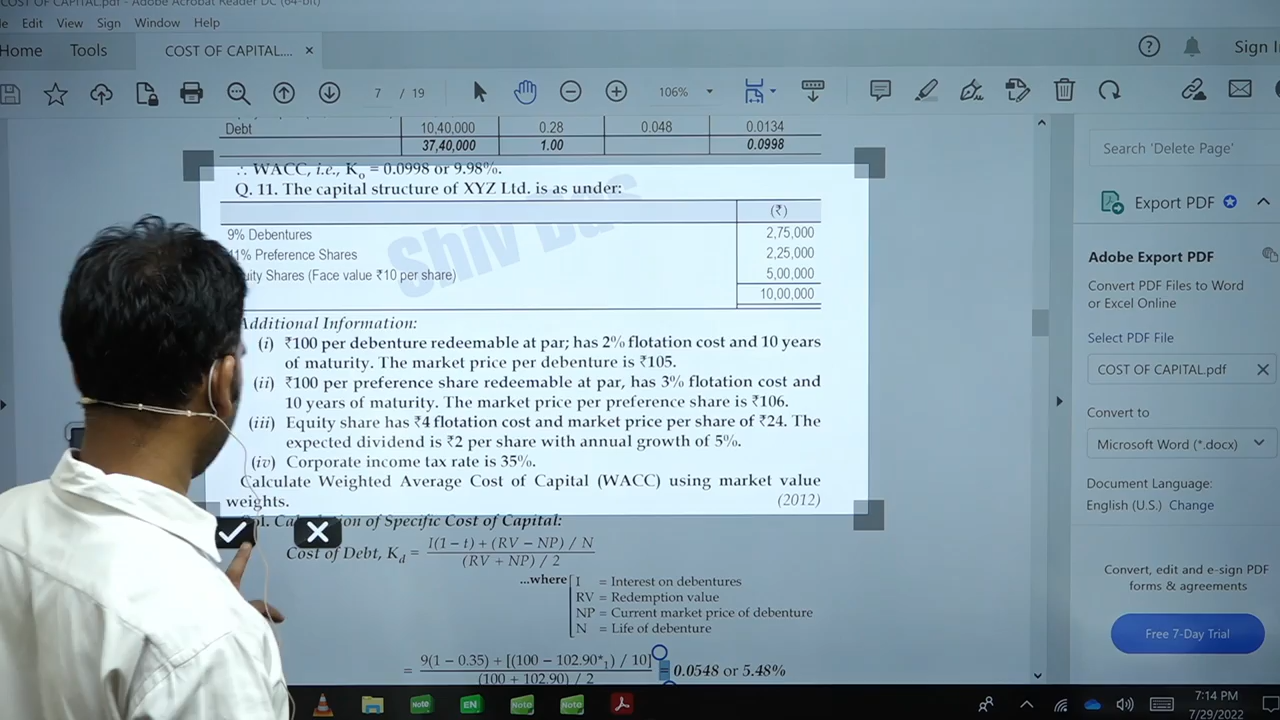 COST OF CAPITAL.pdf - Adobe Acrobat Reader DC (64-bit)
Edit View Sign Window Help
Home Tools COST OF CAPITAL.... × ? Sign I
7 / 19 106%
Debt 10,40,000 0.28 0.048 0.0134
37,40,000 1.00 0.0998
∴ WACC, i.e., Ko = 0.0998 or 9.98%.
Q. 11. The capital structure of XYZ Ltd. is as under:
(₹)
9% Debentures 2,75,000
11% Preference Shares 2,25,000
uity Shares (Face value ₹10 per share) 5,00,000
10,00,000
Shiv Das
Additional Information:
(i) ₹100 per debenture redeemable at par; has 2% flotation cost and 10 years
of maturity. The market price per debenture is ₹105.
(ii) ₹100 per preference share redeemable at par, has 3% flotation cost and
10 years of maturity. The market price per preference share is ₹106.
(iii) Equity share has ₹4 flotation cost and market price per share of ₹24. The
expected dividend is ₹2 per share with annual growth of 5%.
(iv) Corporate income tax rate is 35%.
Calculate Weighted Average Cost of Capital (WACC) using market value
weights. (2012)
Sol. Calculation of Specific Cost of Capital:
Cost of Debt, Kd = I(1 − t) + (RV − NP) / N
(RV + NP) / 2
...where I = Interest on debentures
RV = Redemption value
NP = Current market price of debenture
N = Life of debenture
= 9(1 − 0.35) + [(100 − 102.90*1) / 10] = 0.0548 or 5.48%
(100 + 102.90) / 2
Search 'Delete Page'
Export PDF
Adobe Export PDF
Convert PDF Files to Word
or Excel Online
Select PDF File
COST OF CAPITAL.pdf ×
Convert to
Microsoft Word (*.docx)
Document Language:
English (U.S.) Change
Convert, edit and e-sign PDF
forms & agreements
Free 7-Day Trial
Note EN Note Note
7:14 PM
7/29/2022